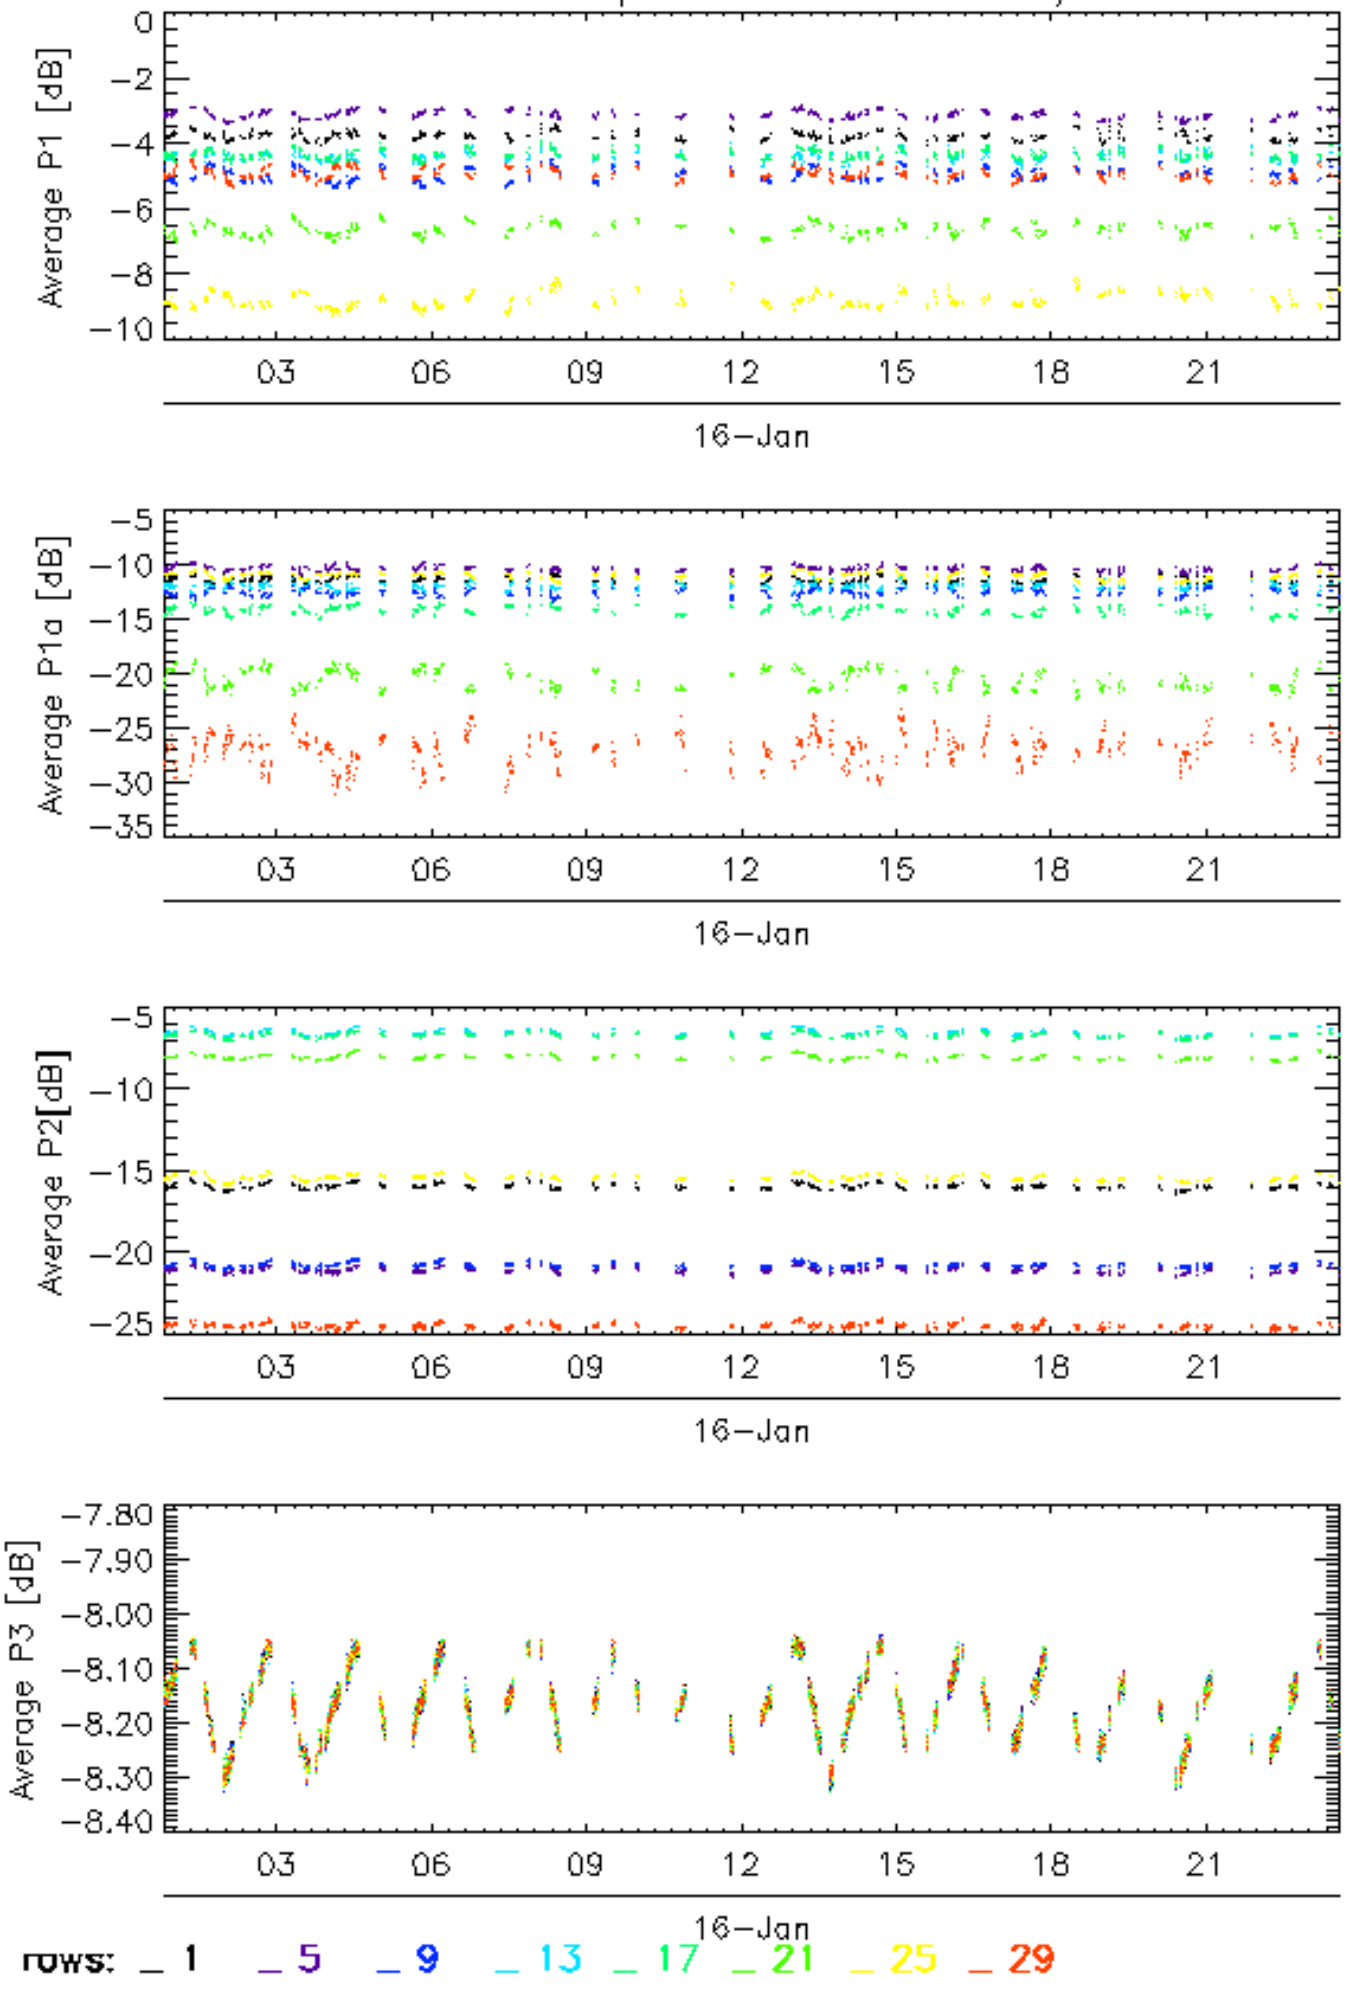 0
-2
-4
-6
-8
-10
Average P1 [dB]
03 06 09 12 15 18 21
16-Jan
-5
-10
-15
-20
-25
-30
-35
Average P1a [dB]
03 06 09 12 15 18 21
16-Jan
-5
-10
-15
-20
-25
Average P2[dB]
03 06 09 12 15 18 21
16-Jan
-7.80
-7.90
-8.00
-8.10
-8.20
-8.30
-8.40
Average P3 [dB]
03 06 09 12 15 18 21
16-Jan
rows: _ 1 _ 5 _ 9 _ 13 _ 17 _ 21 _ 25 _ 29